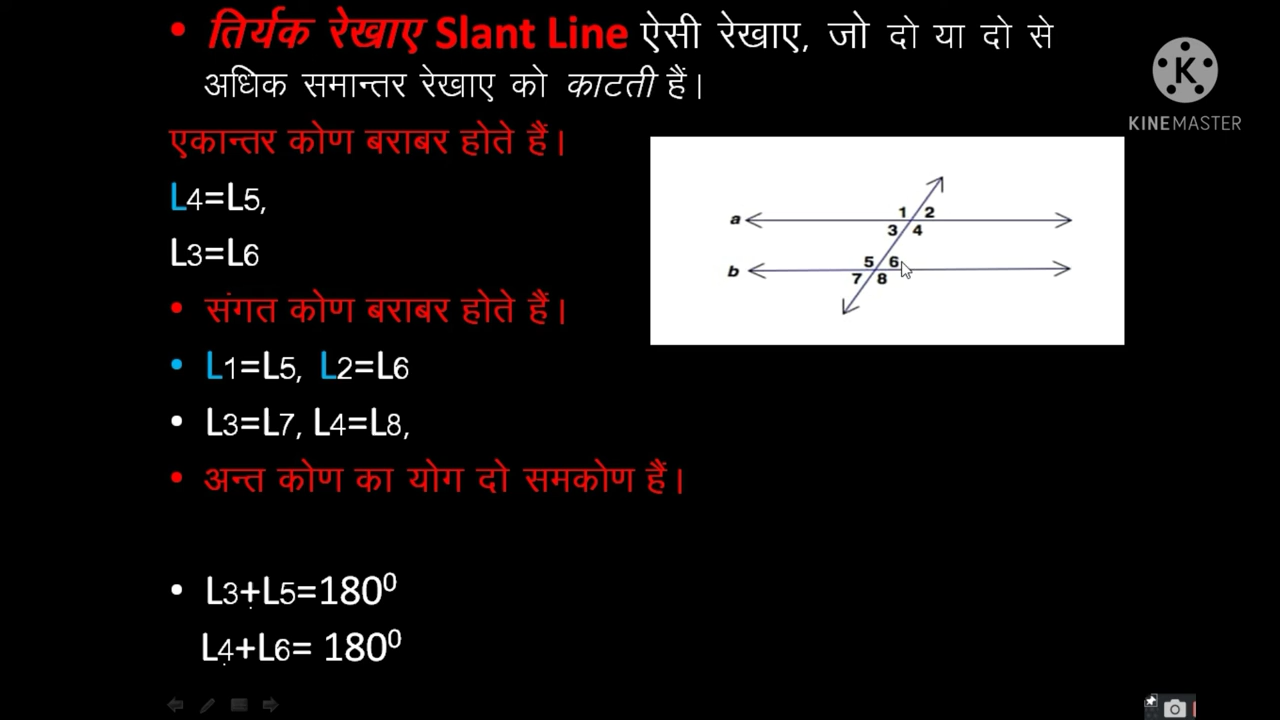 • तिर्यक रेखाए Slant Line ऐसी रेखाए, जो दो या दो से
अधिक समान्तर रेखाए को काटती हैं।
KINEMASTER
एकान्तर कोण बराबर होते हैं।
L4=L5,
L3=L6
• संगत कोण बराबर होते हैं।
• L1=L5, L2=L6
• L3=L7, L4=L8,
• अन्त कोण का योग दो समकोण हैं।
• L3+L5=180⁰
L4+L6= 180⁰
K
a 1 2
3 4
b 5 6
7 8